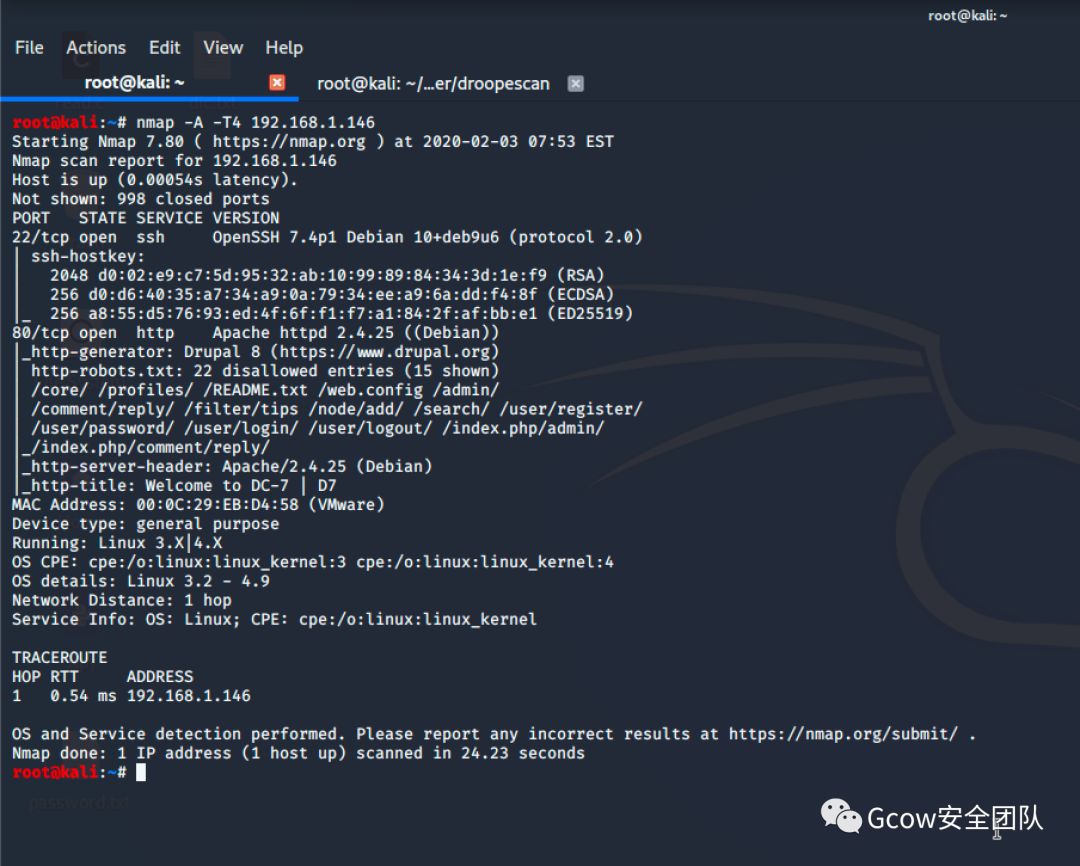 root@kali: ~
File Actions Edit View Help
root@kali: ~ root@kali: ~/...er/droopescan
root@kali:~# nmap -A -T4 192.168.1.146
Starting Nmap 7.80 ( https://nmap.org ) at 2020-02-03 07:53 EST
Nmap scan report for 192.168.1.146
Host is up (0.00054s latency).
Not shown: 998 closed ports
PORT   STATE SERVICE VERSION
22/tcp open  ssh     OpenSSH 7.4p1 Debian 10+deb9u6 (protocol 2.0)
| ssh-hostkey:
|   2048 d0:02:e9:c7:5d:95:32:ab:10:99:89:84:34:3d:1e:f9 (RSA)
|   256 d0:d6:40:35:a7:34:a9:0a:79:34:ee:a9:6a:dd:f4:8f (ECDSA)
|_  256 a8:55:d5:76:93:ed:4f:6f:f1:f7:a1:84:2f:af:bb:e1 (ED25519)
80/tcp open  http    Apache httpd 2.4.25 ((Debian))
|_http-generator: Drupal 8 (https://www.drupal.org)
| http-robots.txt: 22 disallowed entries (15 shown)
| /core/ /profiles/ /README.txt /web.config /admin/
| /comment/reply/ /filter/tips /node/add/ /search/ /user/register/
| /user/password/ /user/login/ /user/logout/ /index.php/admin/
|_/index.php/comment/reply/
|_http-server-header: Apache/2.4.25 (Debian)
|_http-title: Welcome to DC-7 | D7
MAC Address: 00:0C:29:EB:D4:58 (VMware)
Device type: general purpose
Running: Linux 3.X|4.X
OS CPE: cpe:/o:linux:linux_kernel:3 cpe:/o:linux:linux_kernel:4
OS details: Linux 3.2 - 4.9
Network Distance: 1 hop
Service Info: OS: Linux; CPE: cpe:/o:linux:linux_kernel
TRACEROUTE
HOP RTT     ADDRESS
1   0.54 ms 192.168.1.146
OS and Service detection performed. Please report any incorrect results at https://nmap.org/submit/ .
Nmap done: 1 IP address (1 host up) scanned in 24.23 seconds
root@kali:~#
password.txt
Gcow安全团队